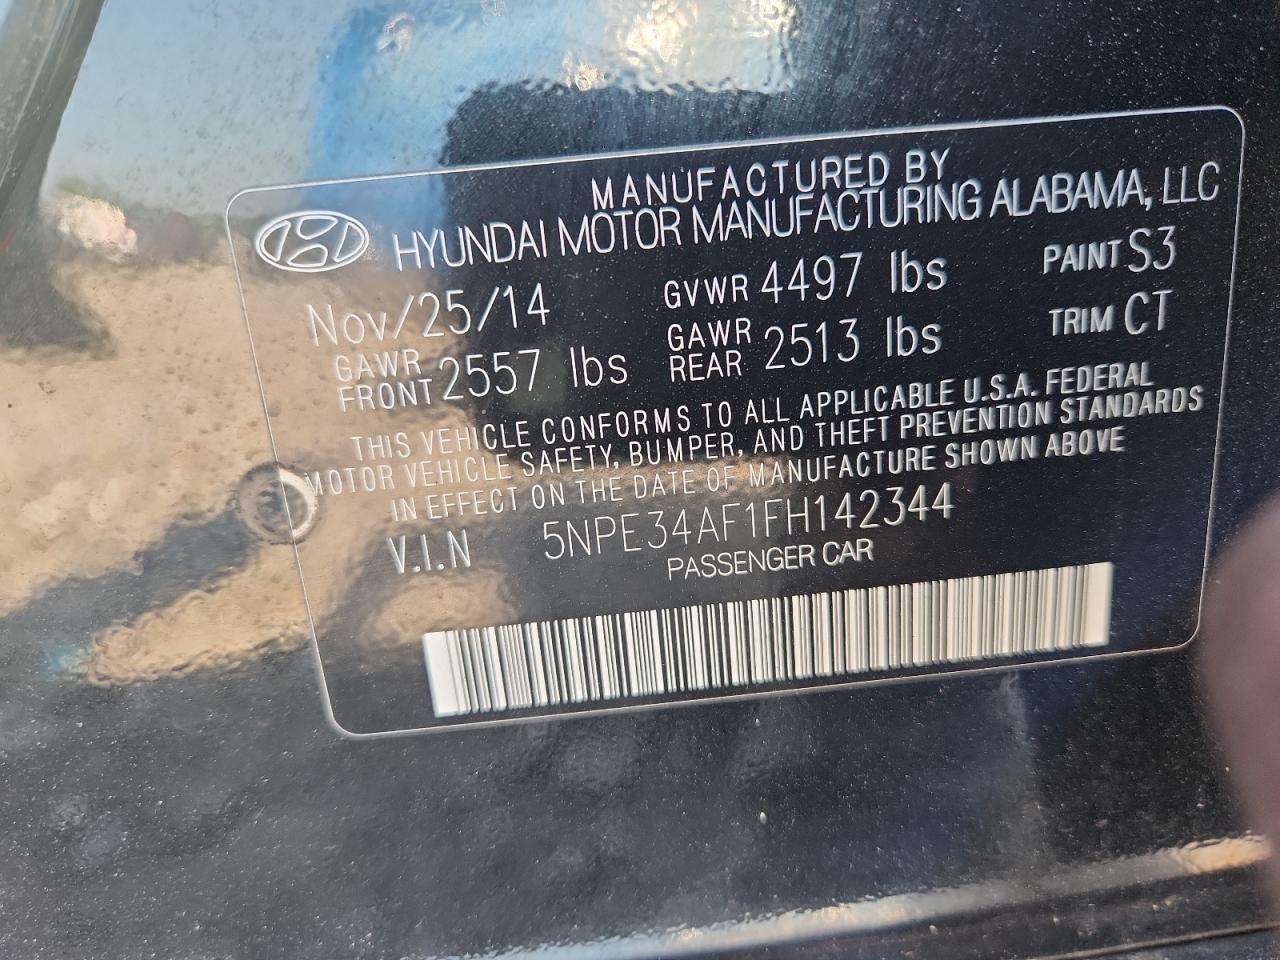 MANUFACTURED BY
HYUNDAI MOTOR MANUFACTURING ALABAMA, LLC
Nov/25/14 GVWR 4497 lbs PAINT S3
GAWR FRONT 2557 lbs GAWR REAR 2513 lbs TRIM CT
THIS VEHICLE CONFORMS TO ALL APPLICABLE U.S.A. FEDERAL
MOTOR VEHICLE SAFETY, BUMPER, AND THEFT PREVENTION STANDARDS
IN EFFECT ON THE DATE OF MANUFACTURE SHOWN ABOVE
V.I.N 5NPE34AF1FH142344
PASSENGER CAR